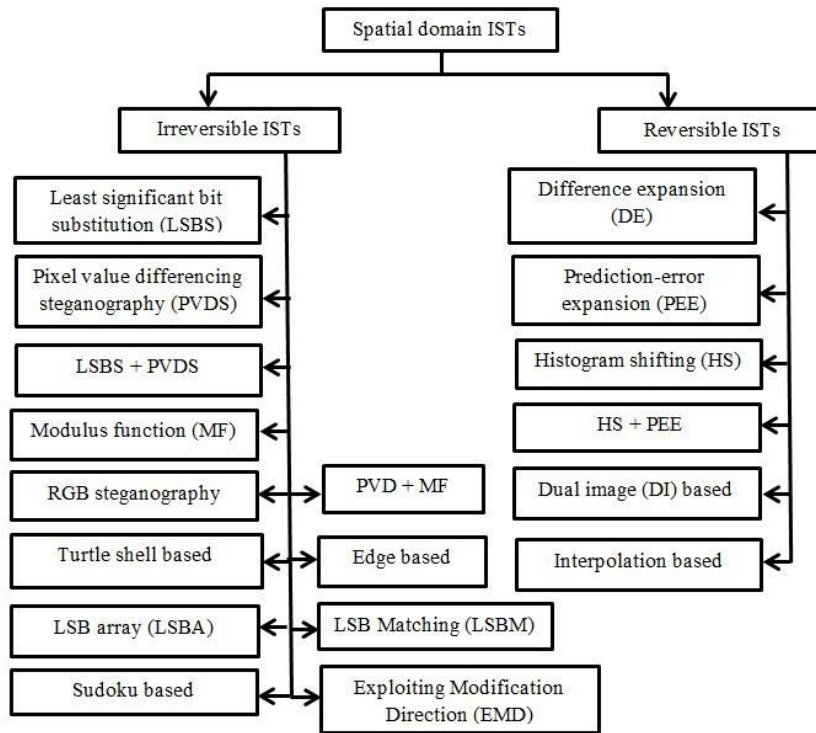 Spatial domain ISTs
Irreversible ISTs
Reversible ISTs
Least significant bit
substitution (LSBS)
Pixel value differencing
steganography (PVDS)
LSBS + PVDS
Modulus function (MF)
RGB steganography
PVD + MF
Turtle shell based
Edge based
LSB array (LSBA)
LSB Matching (LSBM)
Sudoku based
Exploiting Modification
Direction (EMD)
Difference expansion
(DE)
Prediction-error
expansion (PEE)
Histogram shifting (HS)
HS + PEE
Dual image (DI) based
Interpolation based